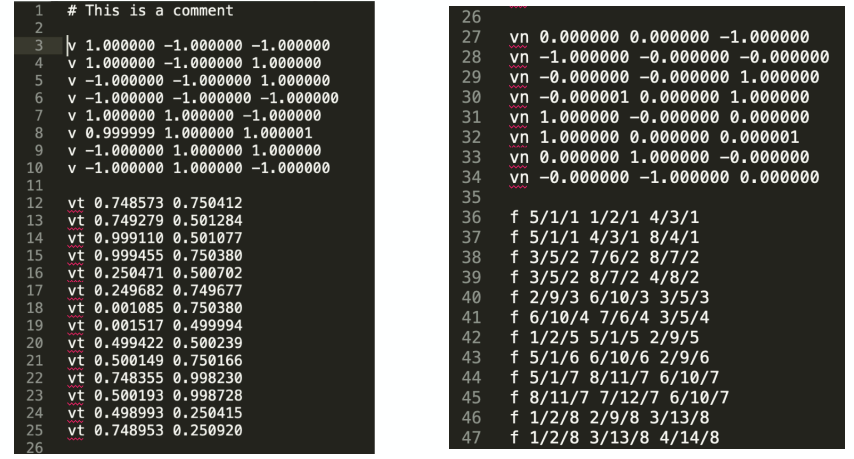 1 # This is a comment
2
3 v 1.000000 -1.000000 -1.000000
4 v 1.000000 -1.000000 1.000000
5 v -1.000000 -1.000000 1.000000
6 v -1.000000 -1.000000 -1.000000
7 v 1.000000 1.000000 -1.000000
8 v 0.999999 1.000000 1.000001
9 v -1.000000 1.000000 1.000000
10 v -1.000000 1.000000 -1.000000
11
12 vt 0.748573 0.750412
13 vt 0.749279 0.501284
14 vt 0.999110 0.501077
15 vt 0.999455 0.750380
16 vt 0.250471 0.500702
17 vt 0.249682 0.749677
18 vt 0.001085 0.750380
19 vt 0.001517 0.499994
20 vt 0.499422 0.500239
21 vt 0.500149 0.750166
22 vt 0.748355 0.998230
23 vt 0.500193 0.998728
24 vt 0.498993 0.250415
25 vt 0.748953 0.250920
26
26
27 vn 0.000000 0.000000 -1.000000
28 vn -1.000000 -0.000000 -0.000000
29 vn -0.000000 -0.000000 1.000000
30 vn -0.000001 0.000000 1.000000
31 vn 1.000000 -0.000000 0.000000
32 vn 1.000000 0.000000 0.000001
33 vn 0.000000 1.000000 -0.000000
34 vn -0.000000 -1.000000 0.000000
35
36 f 5/1/1 1/2/1 4/3/1
37 f 5/1/1 4/3/1 8/4/1
38 f 3/5/2 7/6/2 8/7/2
39 f 3/5/2 8/7/2 4/8/2
40 f 2/9/3 6/10/3 3/5/3
41 f 6/10/4 7/6/4 3/5/4
42 f 1/2/5 5/1/5 2/9/5
43 f 5/1/6 6/10/6 2/9/6
44 f 5/1/7 8/11/7 6/10/7
45 f 8/11/7 7/12/7 6/10/7
46 f 1/2/8 2/9/8 3/13/8
47 f 1/2/8 3/13/8 4/14/8